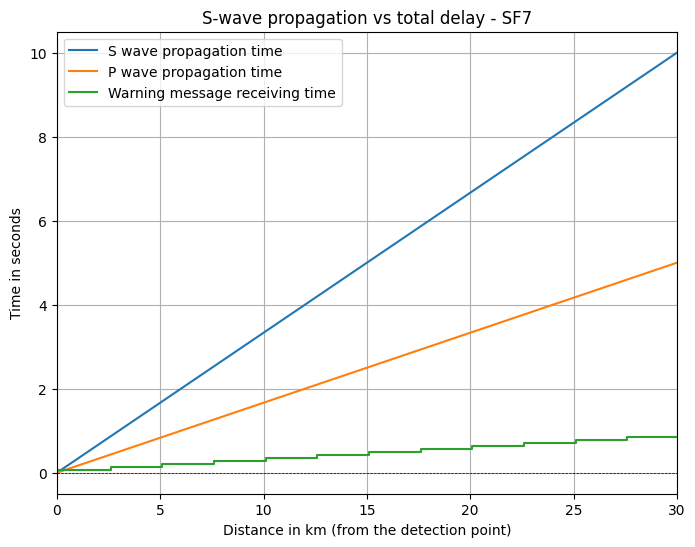 S-wave propagation vs total delay - SF7
S wave propagation time
P wave propagation time
Warning message receiving time
Time in seconds
10
8
6
4
2
0
0 5 10 15 20 25 30
Distance in km (from the detection point)